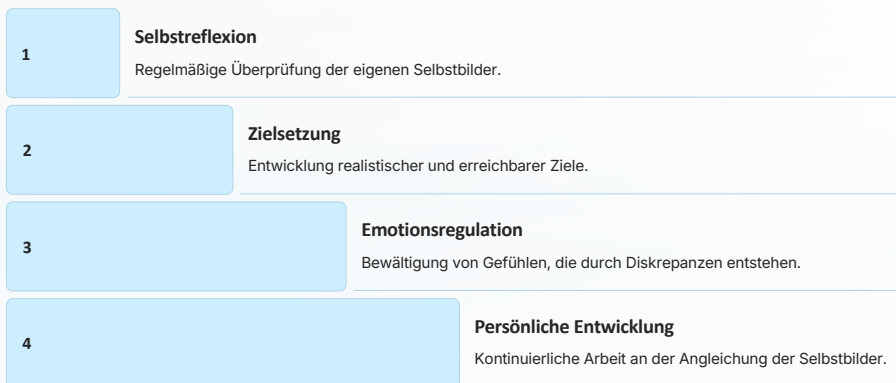 1
Selbstreflexion
Regelmäßige Überprüfung der eigenen Selbstbilder.
2
Zielsetzung
Entwicklung realistischer und erreichbarer Ziele.
3
Emotionsregulation
Bewältigung von Gefühlen, die durch Diskrepanzen entstehen.
4
Persönliche Entwicklung
Kontinuierliche Arbeit an der Angleichung der Selbstbilder.